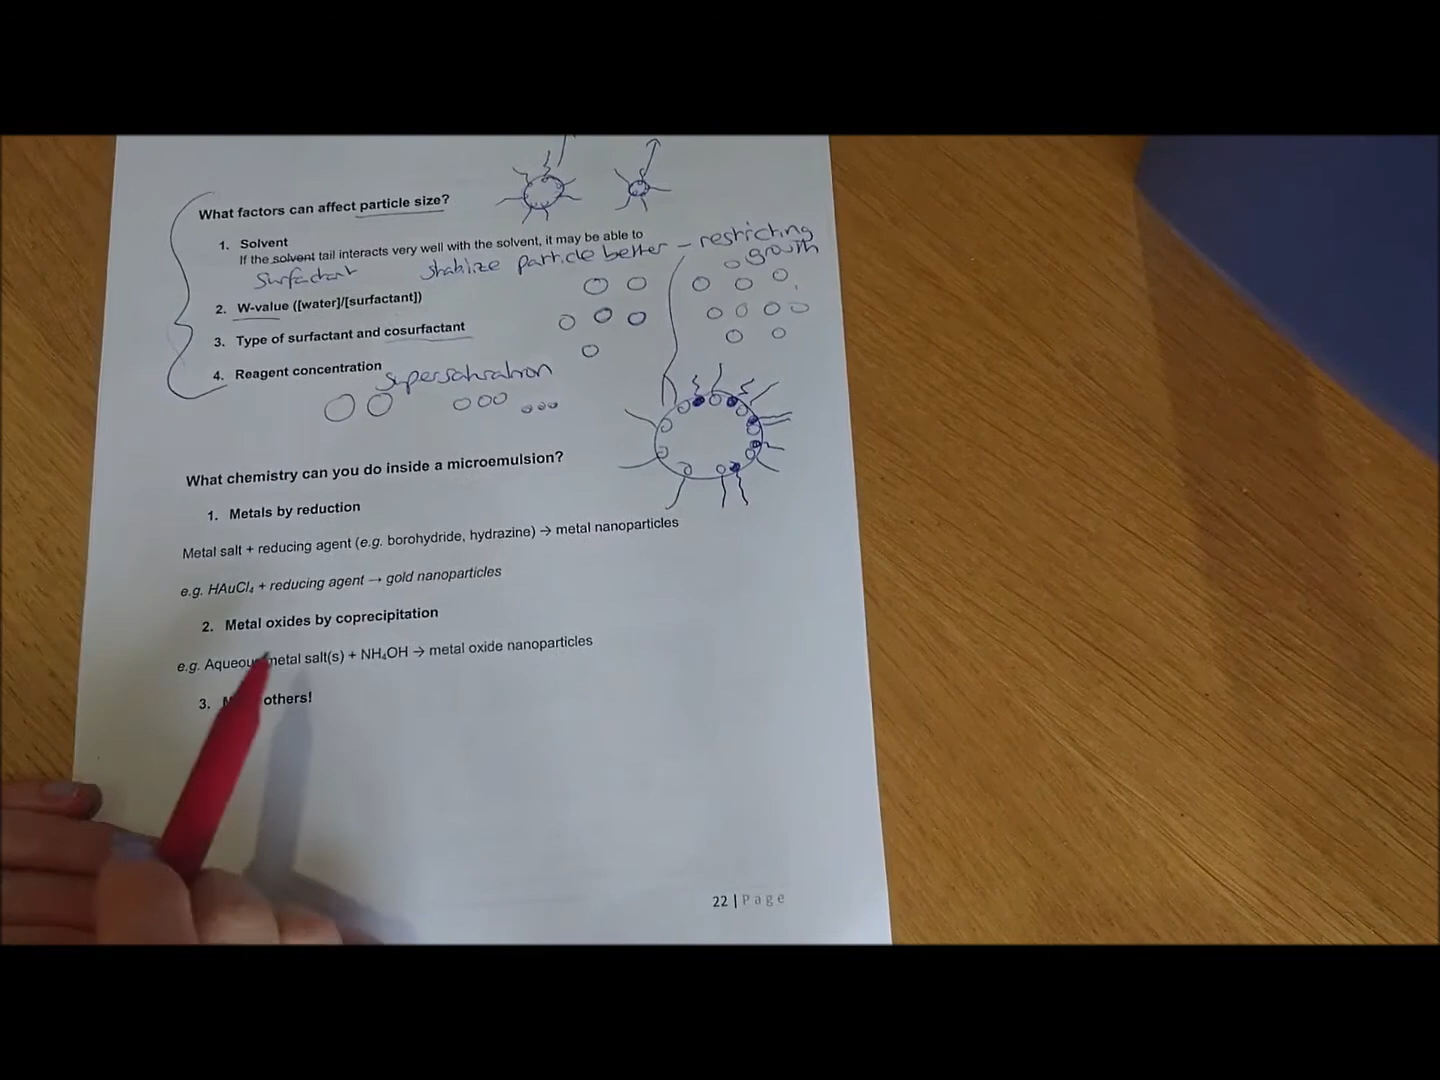 What factors can affect particle size?
1. Solvent
If the solvent tail interacts very well with the solvent, it may be able to
surfactant stablize particle better - restricting
growth
2. W-value ([water]/[surfactant])
3. Type of surfactant and cosurfactant
4. Reagent concentration
supersahration
What chemistry can you do inside a microemulsion?
1. Metals by reduction
Metal salt + reducing agent (e.g. borohydride, hydrazine) → metal nanoparticles
e.g. HAuCl₄ + reducing agent → gold nanoparticles
2. Metal oxides by coprecipitation
e.g. Aqueous metal salt(s) + NH₄OH → metal oxide nanoparticles
3. others!
22 | Page